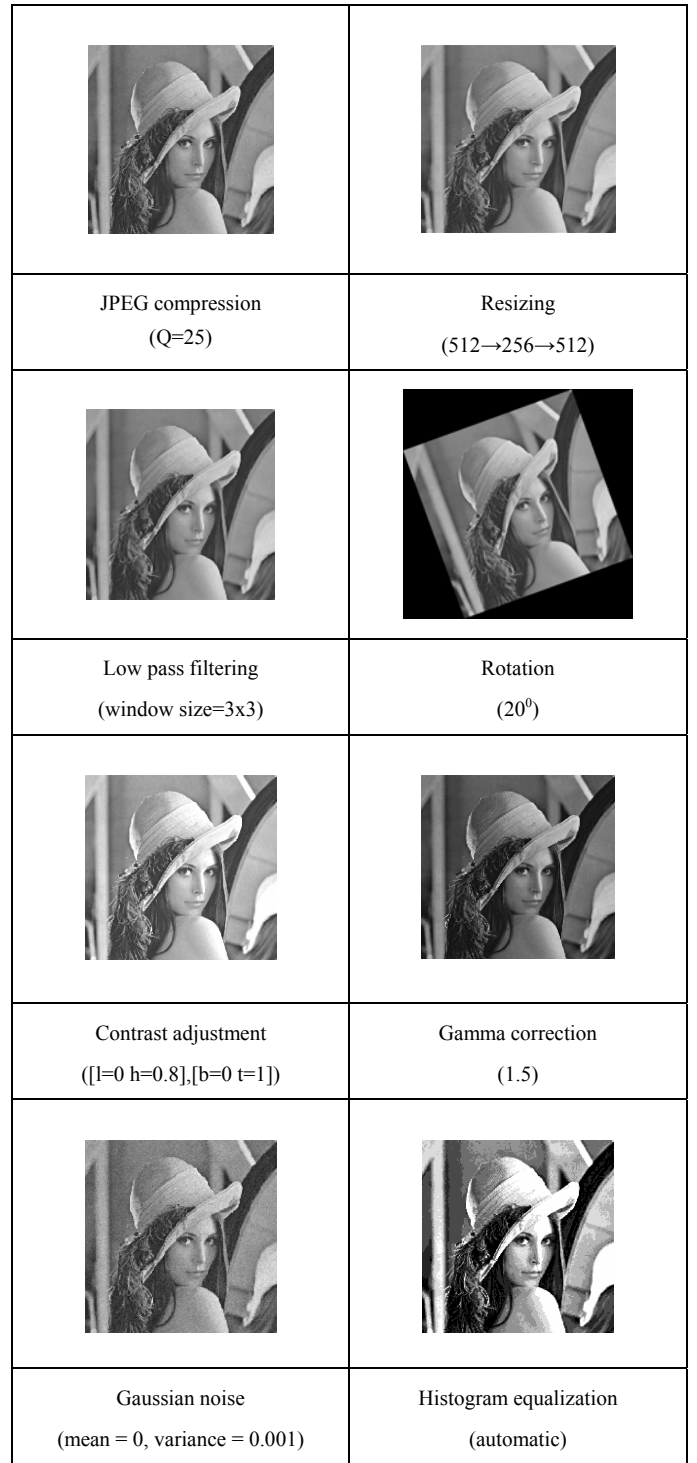 JPEG compression
(Q=25)
Resizing
(512→256→512)
Low pass filtering
(window size=3x3)
Rotation
(20⁰)
Contrast adjustment
([l=0 h=0.8],[b=0 t=1])
Gamma correction
(1.5)
Gaussian noise
(mean = 0, variance = 0.001)
Histogram equalization
(automatic)